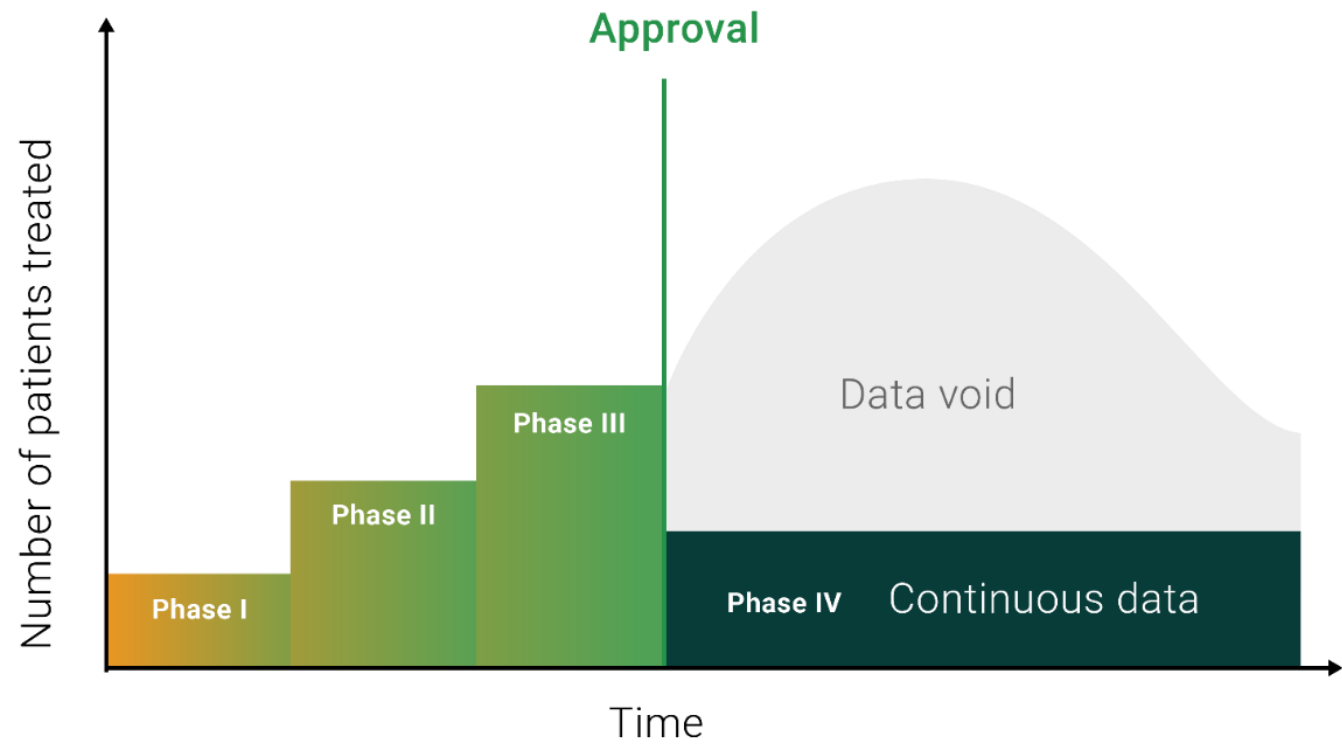 Approval
Number of patients treated
Phase III
Data void
Phase II
Phase I
Phase IV
Continuous data
Time